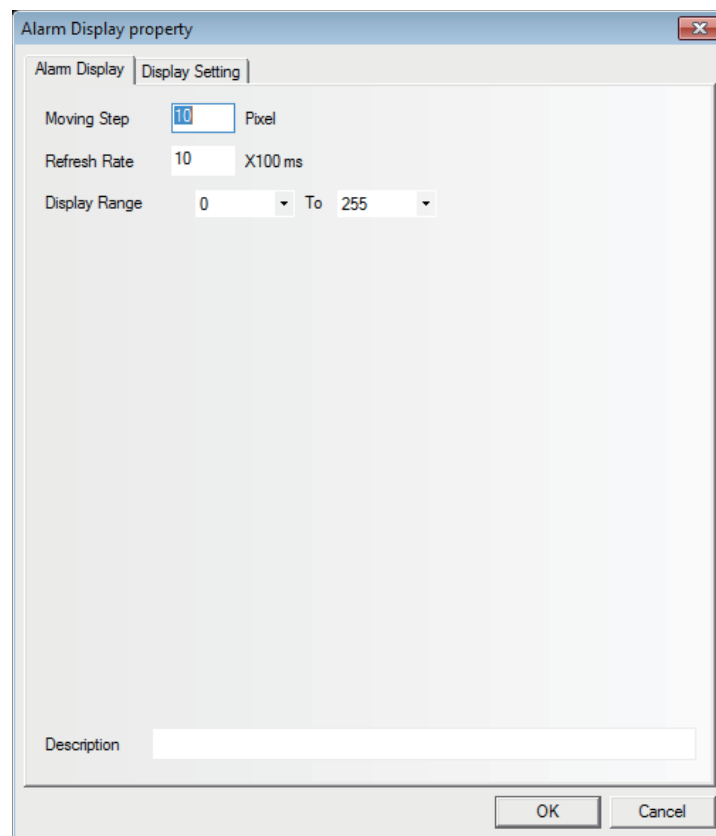 Alarm Display property
Alarm Display Display Setting
Moving Step 10 Pixel
Refresh Rate 10 X100 ms
Display Range 0 To 255
Description
OK Cancel